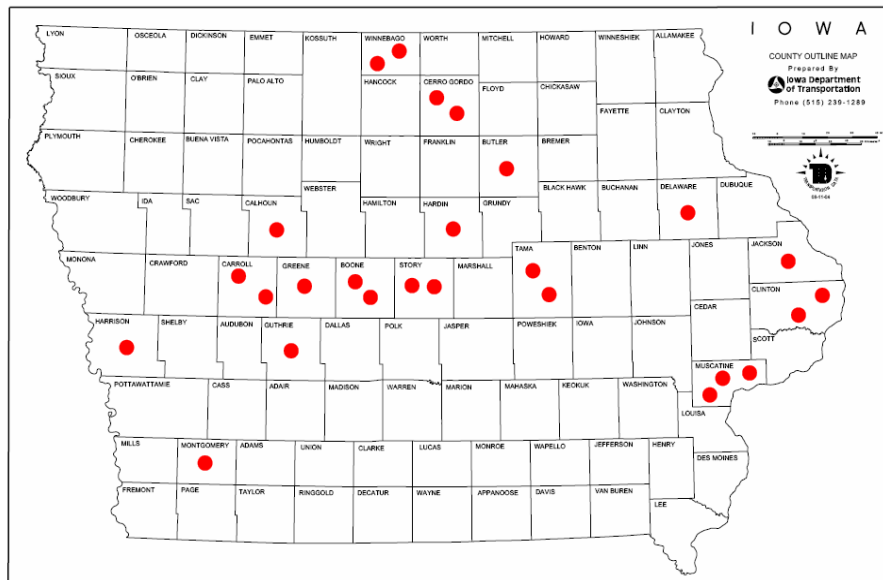 IOWA
COUNTY OUTLINE MAP
Prepared By
Iowa Department
of Transportation
Phone (515) 239-1289
LYON OSCEOLA DICKINSON EMMET KOSSUTH WINNEBAGO WORTH MITCHELL HOWARD WINNESHIEK ALLAMAKEE
SIOUX O'BRIEN CLAY PALO ALTO HANCOCK CERRO GORDO FLOYD CHICKASAW
FAYETTE CLAYTON
PLYMOUTH CHEROKEE BUENA VISTA POCAHONTAS HUMBOLDT WRIGHT FRANKLIN BUTLER BREMER
WOODBURY IDA SAC CALHOUN WEBSTER HAMILTON HARDIN GRUNDY BLACK HAWK BUCHANAN DELAWARE DUBUQUE
MONONA CRAWFORD CARROLL GREENE BOONE STORY MARSHALL TAMA BENTON LINN JONES JACKSON
CLINTON
CEDAR
HARRISON SHELBY AUDUBON GUTHRIE DALLAS POLK JASPER POWESHIEK IOWA JOHNSON SCOTT
MUSCATINE
POTTAWATTAMIE CASS ADAIR MADISON WARREN MARION MAHASKA KEOKUK WASHINGTON
LOUISA
MILLS MONTGOMERY ADAMS UNION CLARKE LUCAS MONROE WAPELLO JEFFERSON HENRY
DES MOINES
FREMONT PAGE TAYLOR RINGGOLD DECATUR WAYNE APPANOOSE DAVIS VAN BUREN
LEE